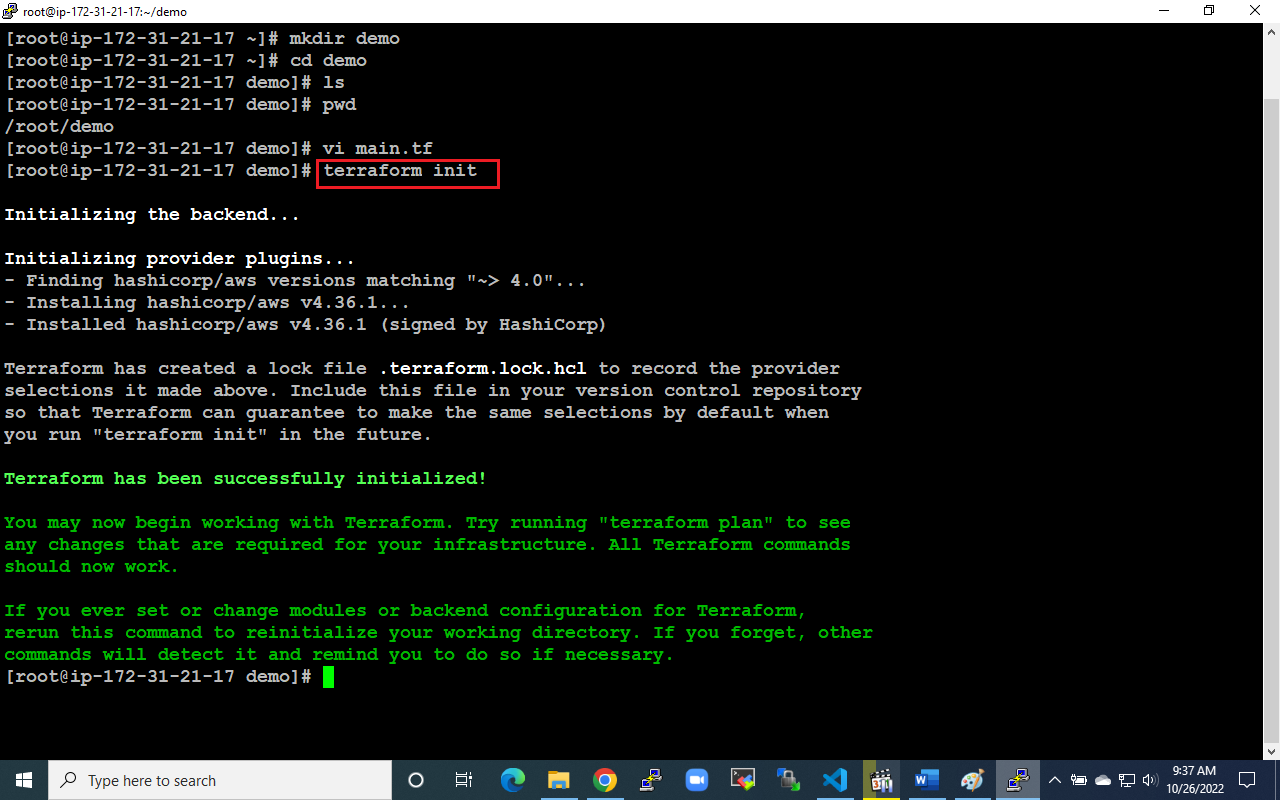 root@ip-172-31-21-17:~/demo
[root@ip-172-31-21-17 ~]# mkdir demo
[root@ip-172-31-21-17 ~]# cd demo
[root@ip-172-31-21-17 demo]# ls
[root@ip-172-31-21-17 demo]# pwd
/root/demo
[root@ip-172-31-21-17 demo]# vi main.tf
[root@ip-172-31-21-17 demo]# terraform init
Initializing the backend...
Initializing provider plugins...
- Finding hashicorp/aws versions matching "~> 4.0"...
- Installing hashicorp/aws v4.36.1...
- Installed hashicorp/aws v4.36.1 (signed by HashiCorp)
Terraform has created a lock file .terraform.lock.hcl to record the provider
selections it made above. Include this file in your version control repository
so that Terraform can guarantee to make the same selections by default when
you run "terraform init" in the future.
Terraform has been successfully initialized!
You may now begin working with Terraform. Try running "terraform plan" to see
any changes that are required for your infrastructure. All Terraform commands
should now work.
If you ever set or change modules or backend configuration for Terraform,
rerun this command to reinitialize your working directory. If you forget, other
commands will detect it and remind you to do so if necessary.
[root@ip-172-31-21-17 demo]#
Type here to search
9:37 AM
10/26/2022